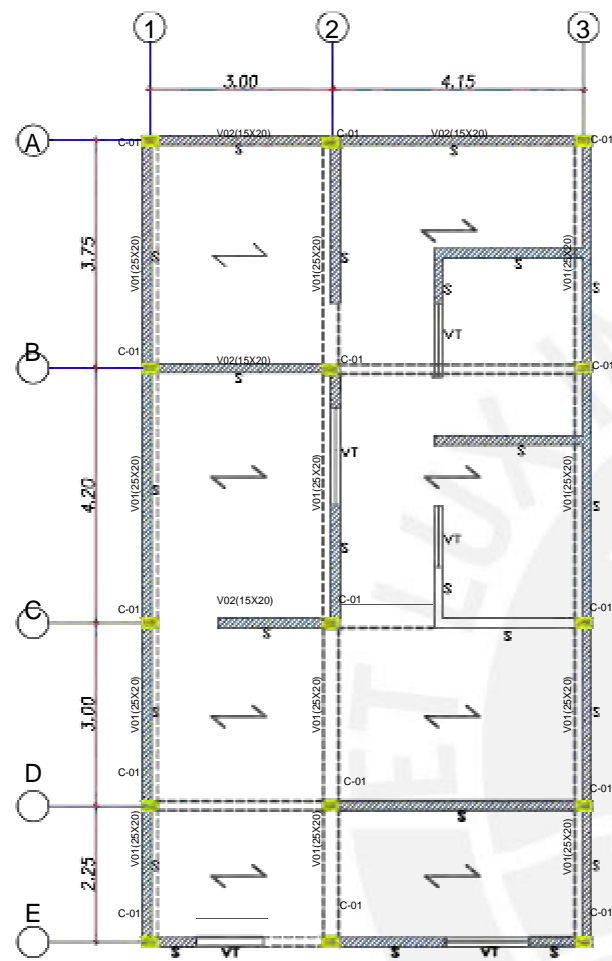 1 2 3
3.00 4.15
A C-01 V02(15X20) C-01 V02(15X20) C-01
S S
3.75 V01(25X20) S V01(25X20) S S V01(25X20) S
S
VT
B C-01 V02(15X20) C-01 C-01
S
4.20 V01(25X20) S V01(25X20) VT S V01(25X20)
VT
S S
C C-01 V02(15X20) C-01 C-01
S S
3.00 V01(25X20) S V01(25X20) V01(25X20) S
D C-01 C-01 C-01
S
2.25 V01(25X20) S V01(25X20) V01(25X20) S
E C-01 C-01 C-01
S VT S VT S
ET LUX IN